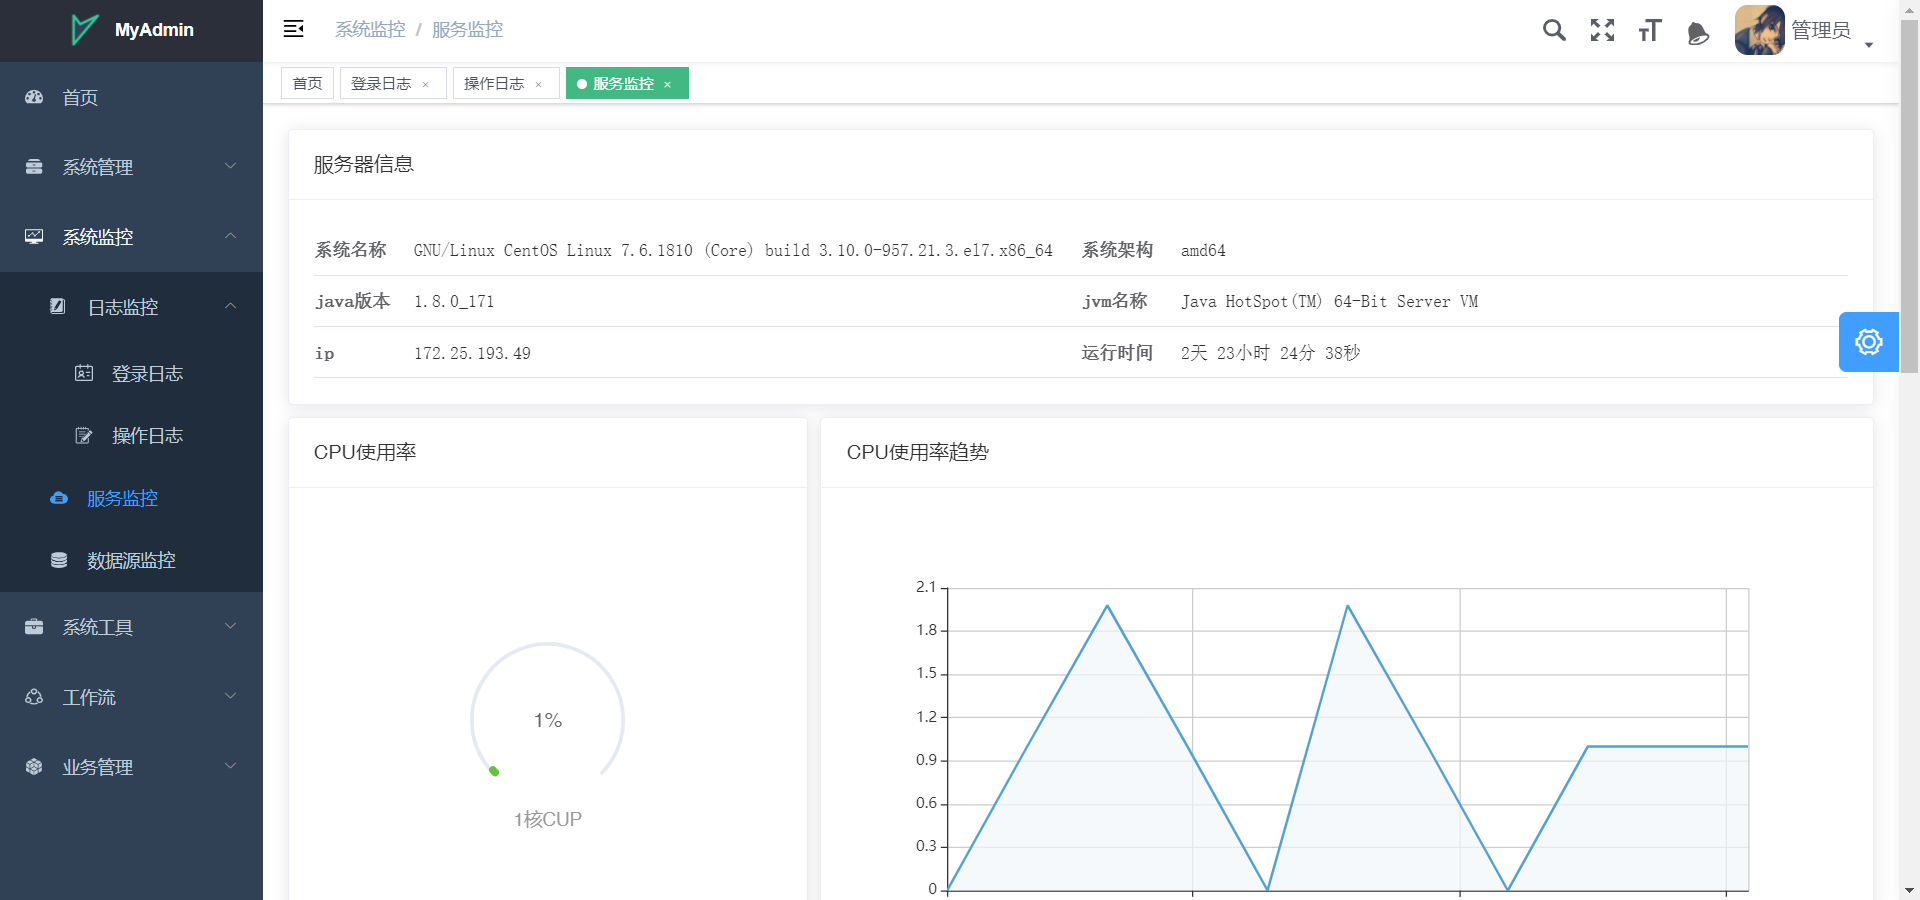 MyAdmin
系统监控 / 服务监控
管理员
首页
登录日志 ×
操作日志 ×
服务监控 ×
首页
系统管理
系统监控
日志监控
登录日志
操作日志
服务监控
数据源监控
系统工具
工作流
业务管理
服务器信息
系统名称 GNU/Linux CentOS Linux 7.6.1810 (Core) build 3.10.0-957.21.3.el7.x86_64 系统架构 amd64
java版本 1.8.0_171 jvm名称 Java HotSpot(TM) 64-Bit Server VM
ip 172.25.193.49 运行时间 2天 23小时 24分 38秒
CPU使用率
1%
1核CUP
CPU使用率趋势
2.1
1.8
1.5
1.2
0.9
0.6
0.3
0